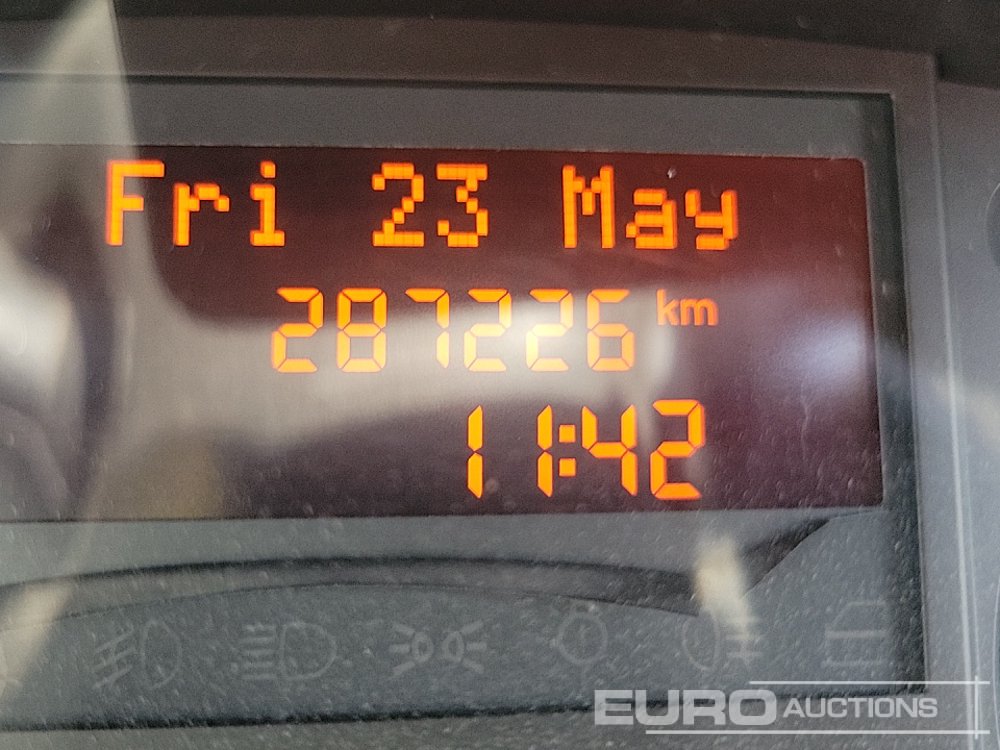 Fri 23 May
287226 km
11:42
EURO AUCTIONS